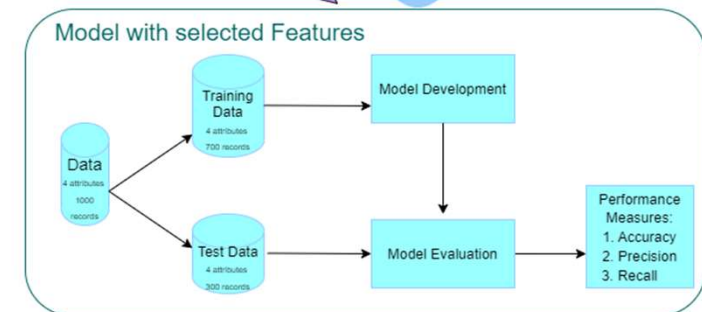 Model with selected Features
Training
Data
4 attributes
700 records
Model Development
Data
4 attributes
1000
records
Test Data
4 attributes
300 records
Model Evaluation
Performance
Measures:
1. Accuracy
2. Precision
3. Recall